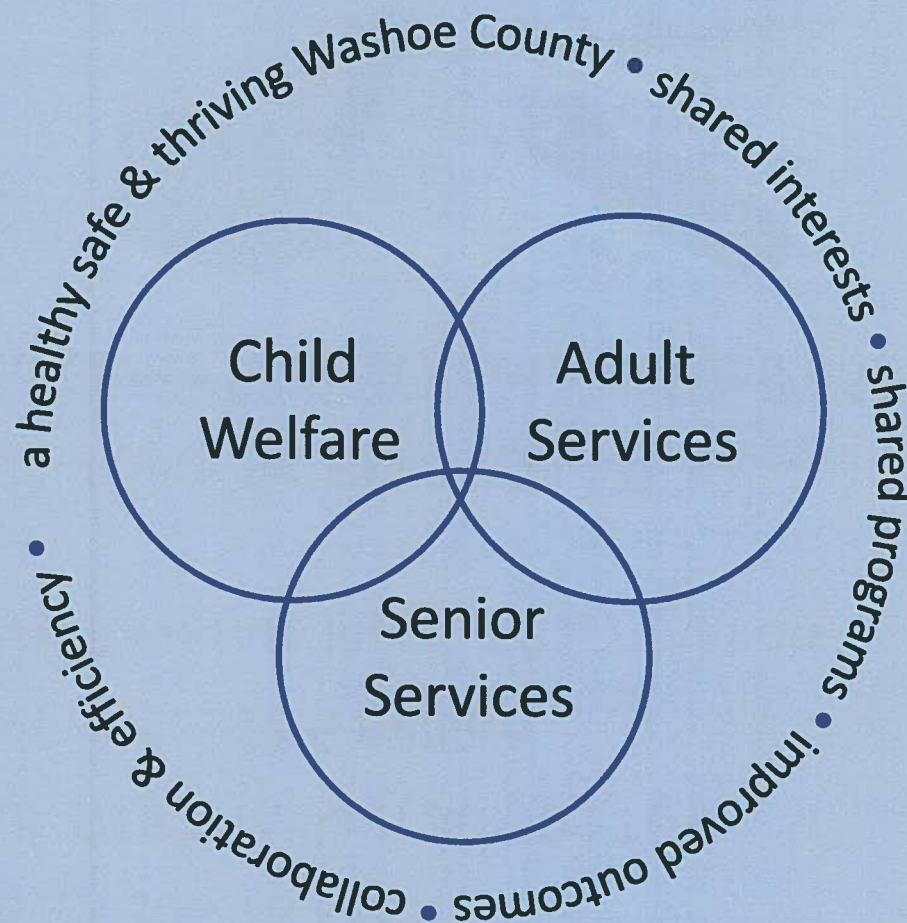 a healthy safe & thriving Washoe County • shared interests • shared programs • improved outcomes • collaboration & efficiency •
Child
Welfare
Adult
Services
Senior
Services